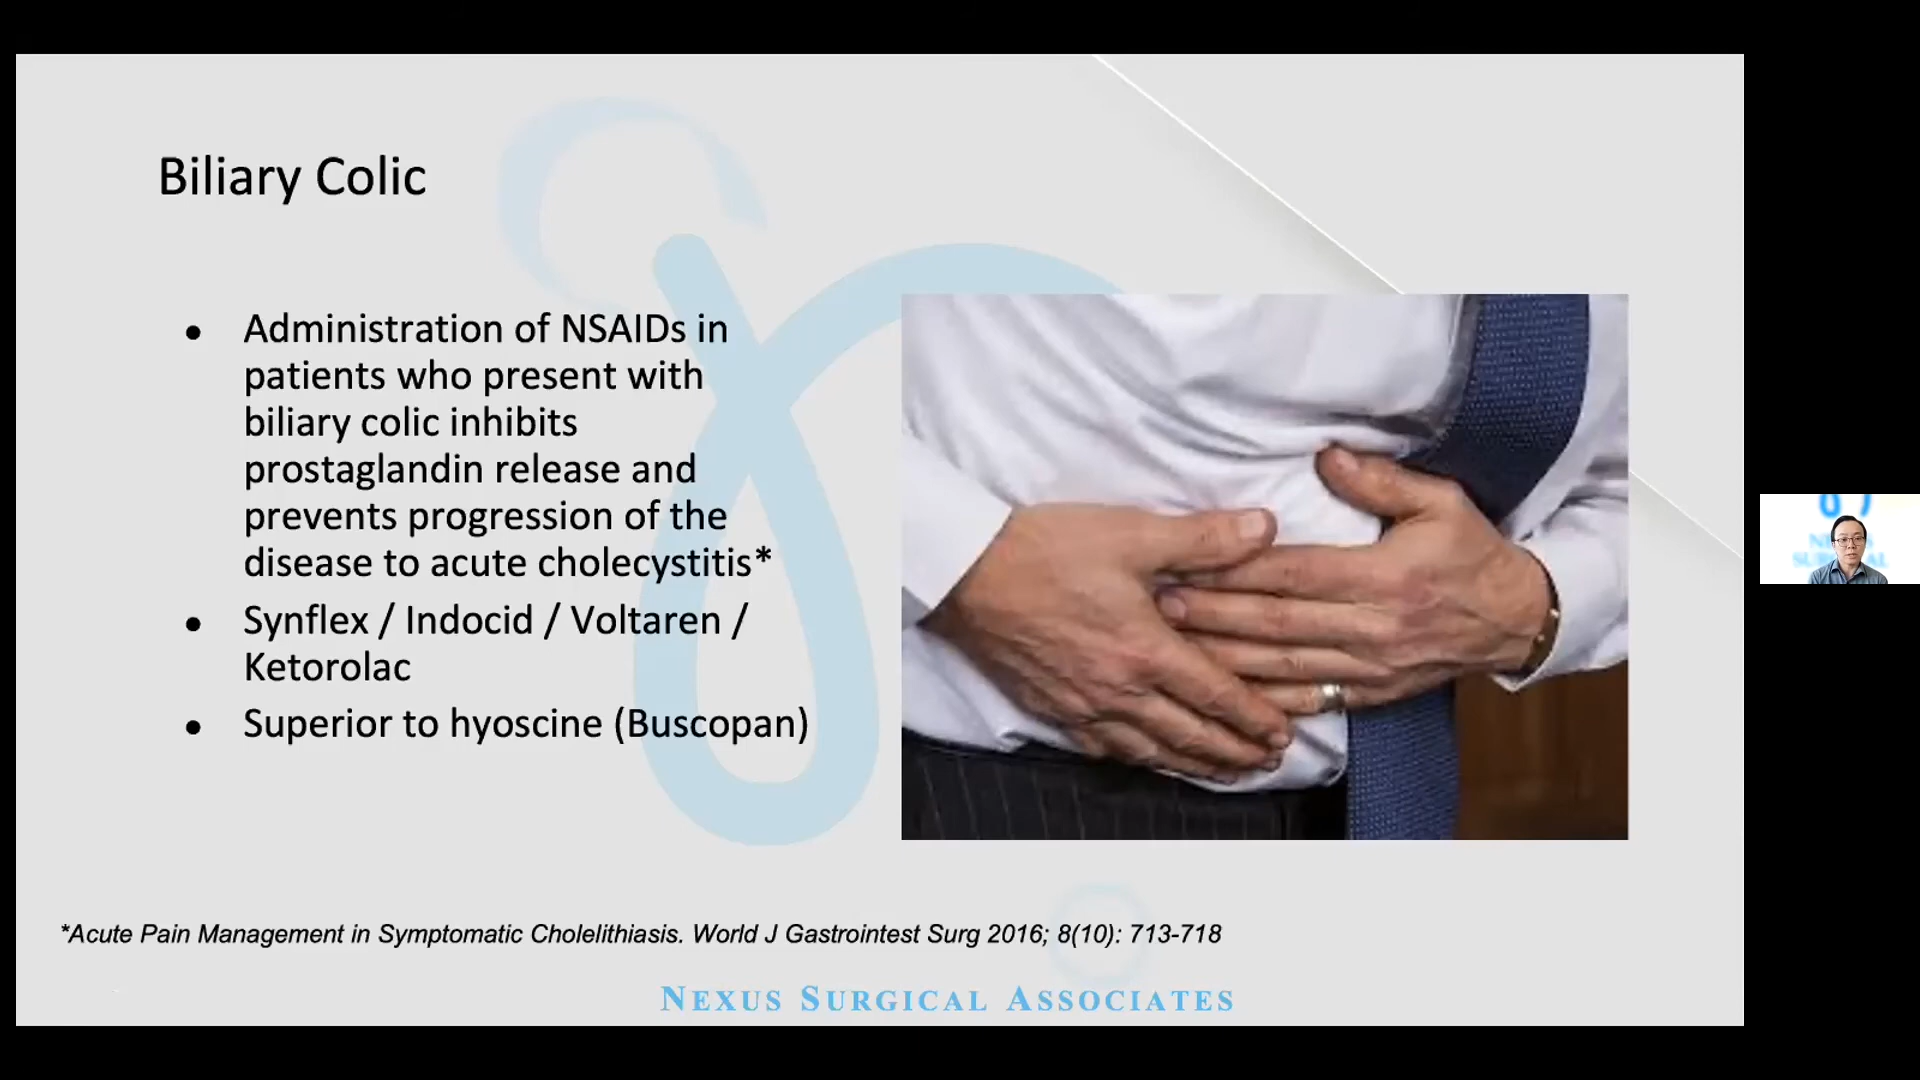 Biliary Colic
● Administration of NSAIDs in
patients who present with
biliary colic inhibits
prostaglandin release and
prevents progression of the
disease to acute cholecystitis*
● Synflex / Indocid / Voltaren /
Ketorolac
● Superior to hyoscine (Buscopan)
*Acute Pain Management in Symptomatic Cholelithiasis. World J Gastrointest Surg 2016; 8(10): 713-718
NEXUS SURGICAL ASSOCIATES